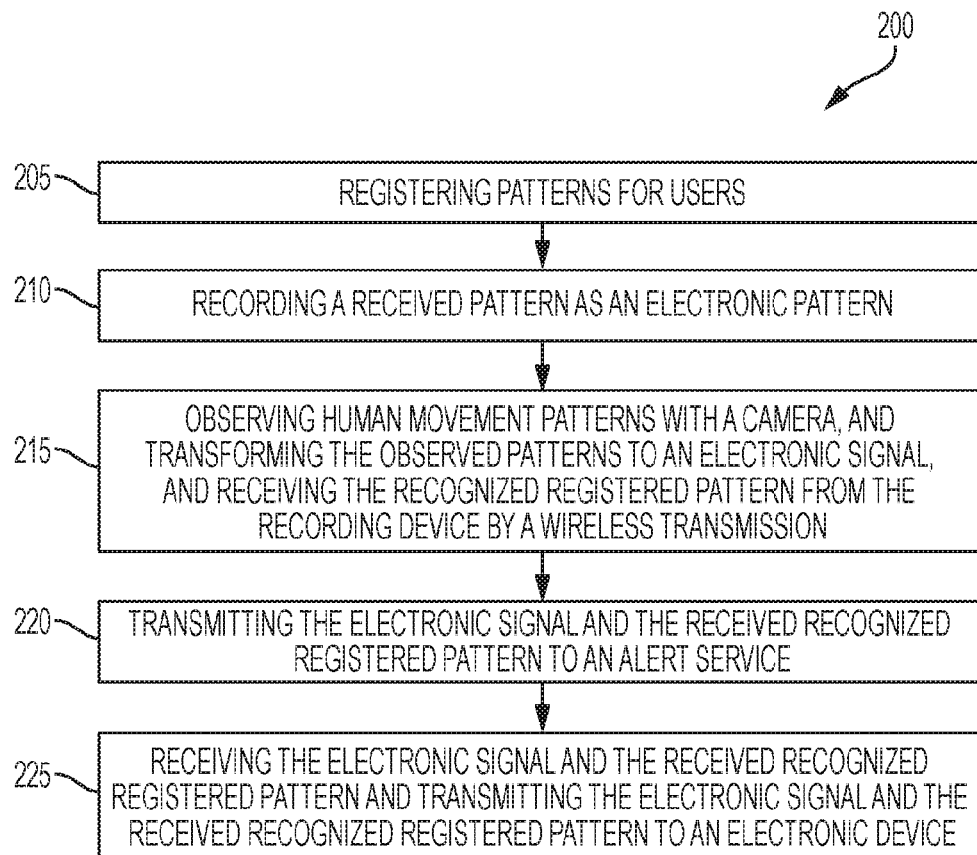 200
205
REGISTERING PATTERNS FOR USERS
210
RECORDING A RECEIVED PATTERN AS AN ELECTRONIC PATTERN
215
OBSERVING HUMAN MOVEMENT PATTERNS WITH A CAMERA, AND
TRANSFORMING THE OBSERVED PATTERNS TO AN ELECTRONIC SIGNAL,
AND RECEIVING THE RECOGNIZED REGISTERED PATTERN FROM THE
RECORDING DEVICE BY A WIRELESS TRANSMISSION
220
TRANSMITTING THE ELECTRONIC SIGNAL AND THE RECEIVED RECOGNIZED
REGISTERED PATTERN TO AN ALERT SERVICE
225
RECEIVING THE ELECTRONIC SIGNAL AND THE RECEIVED RECOGNIZED
REGISTERED PATTERN AND TRANSMITTING THE ELECTRONIC SIGNAL AND THE
RECEIVED RECOGNIZED REGISTERED PATTERN TO AN ELECTRONIC DEVICE